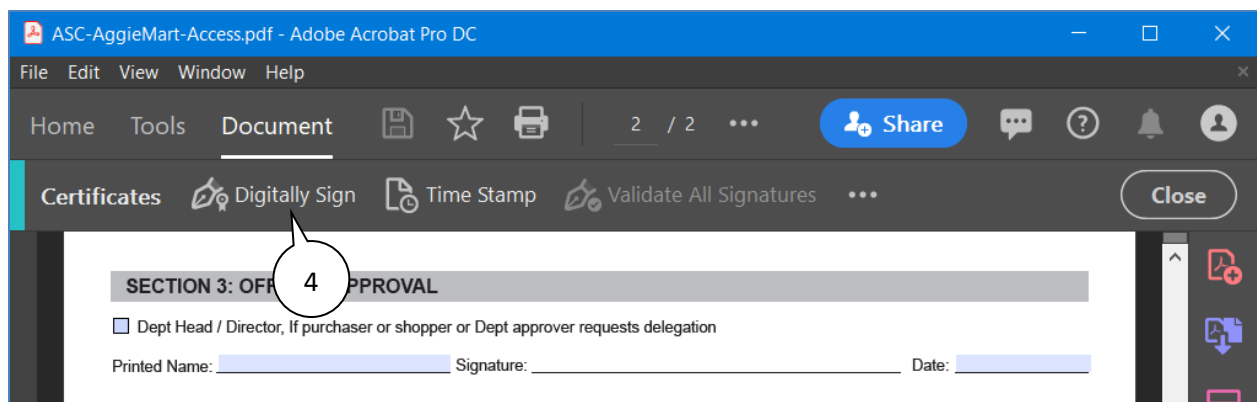 ASC-AggieMart-Access.pdf - Adobe Acrobat Pro DC
File Edit View Window Help
Home Tools Document 2 / 2 ••• Share
Certificates Digitally Sign Time Stamp Validate All Signatures ••• Close
4
SECTION 3: OFF PPROVAL
Dept Head / Director, If purchaser or shopper or Dept approver requests delegation
Printed Name: Signature: Date: